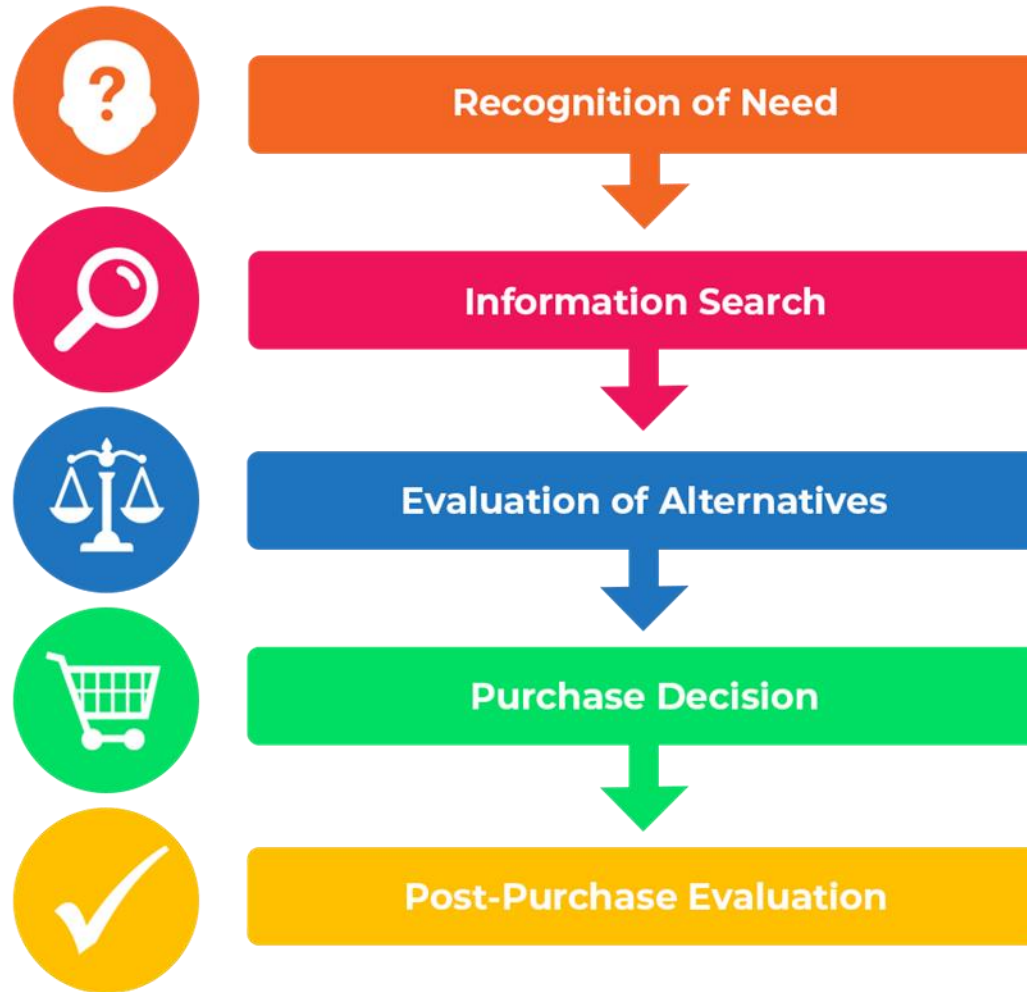 ?
Recognition of Need
Information Search
Evaluation of Alternatives
Purchase Decision
Post-Purchase Evaluation